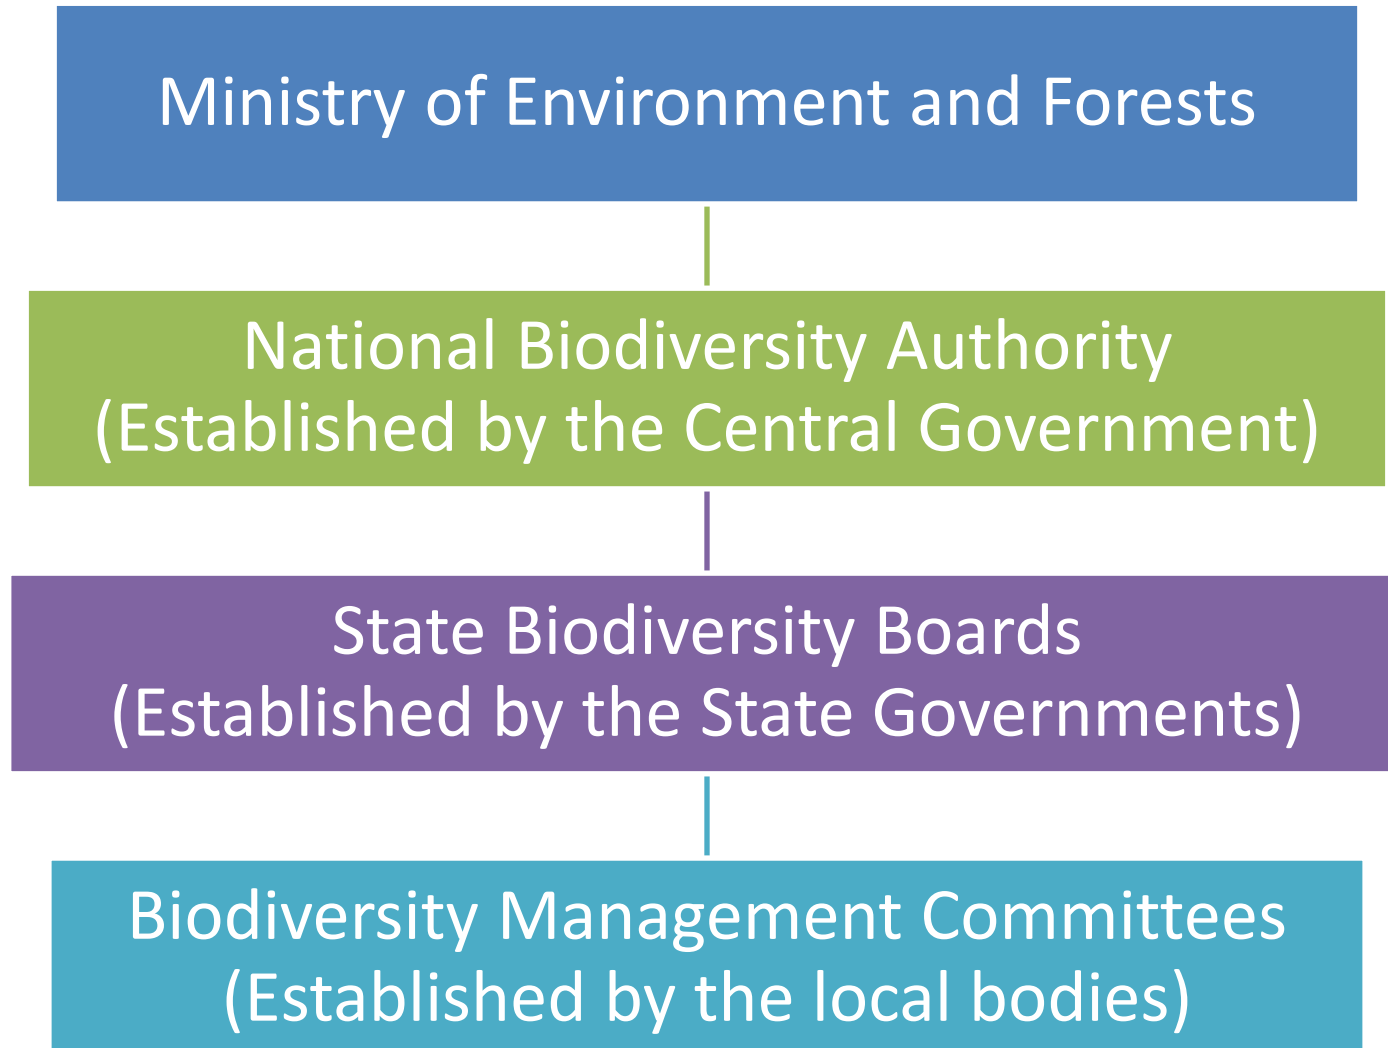 Ministry of Environment and Forests
National Biodiversity Authority
(Established by the Central Government)
State Biodiversity Boards
(Established by the State Governments)
Biodiversity Management Committees
(Established by the local bodies)